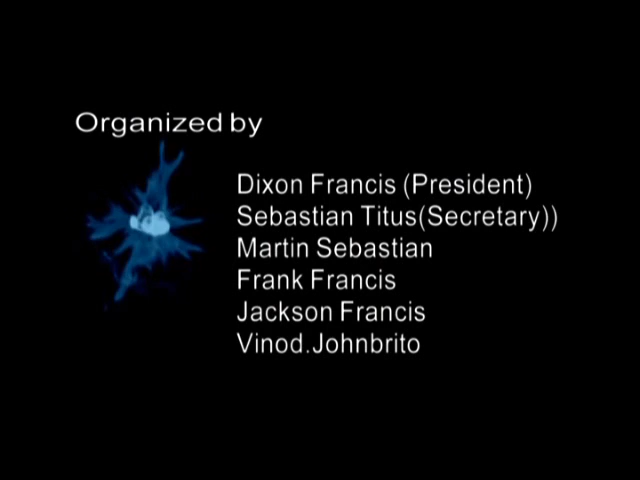 Organized by
Dixon Francis (President)
Sebastian Titus(Secretary))
Martin Sebastian
Frank Francis
Jackson Francis
Vinod.Johnbrito